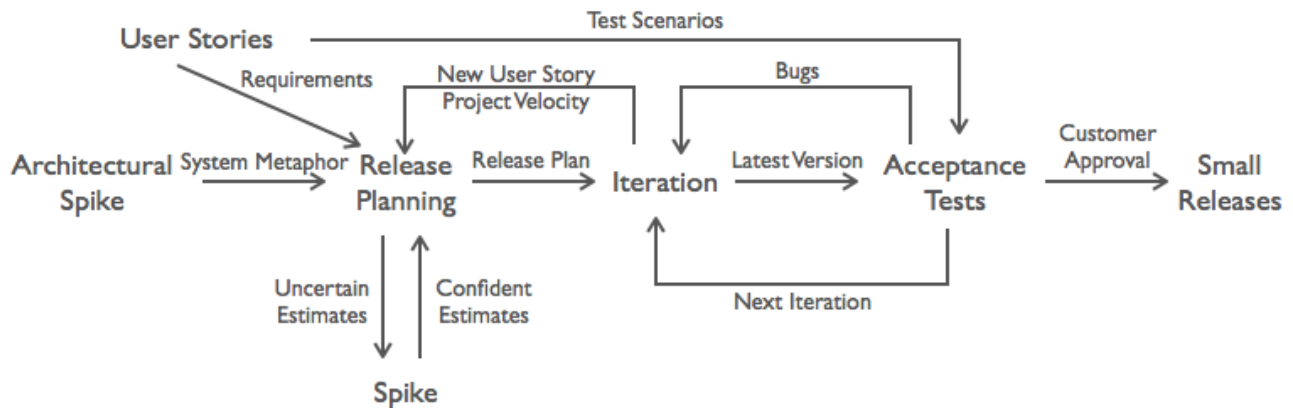 Test Scenarios
User Stories
Requirements
New User Story
Project Velocity
Bugs
Architectural
Spike
System Metaphor
Release
Planning
Release Plan
Iteration
Latest Version
Acceptance
Tests
Customer
Approval
Small
Releases
Uncertain
Estimates
Confident
Estimates
Next Iteration
Spike